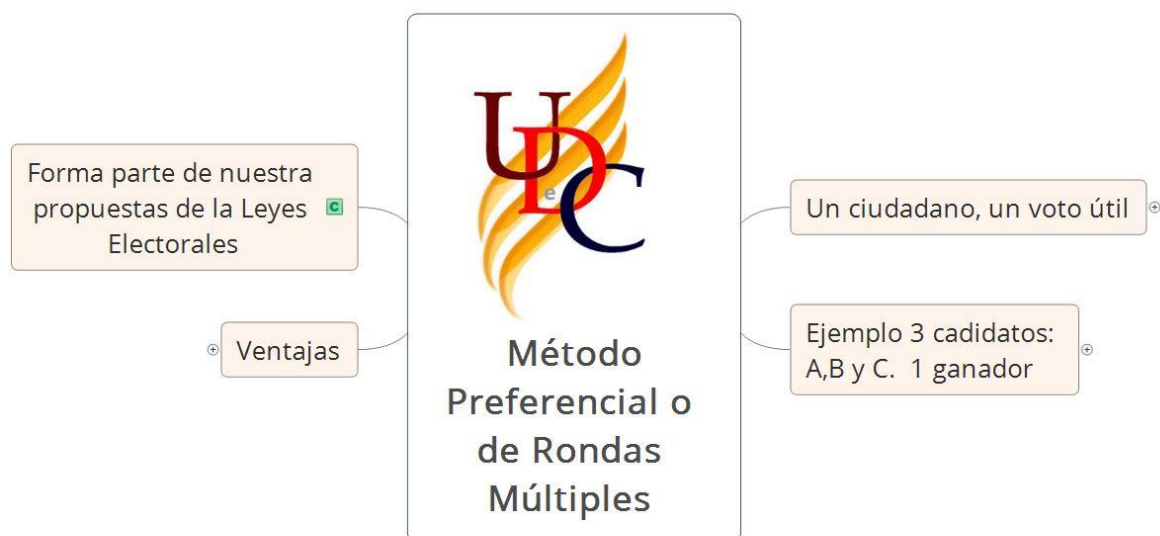 Forma parte de nuestra
propuestas de la Leyes
Electorales
C
Ventajas
UDeC
Método
Preferencial o
de Rondas
Múltiples
Un ciudadano, un voto útil
Ejemplo 3 cadidatos:
A,B y C. 1 ganador